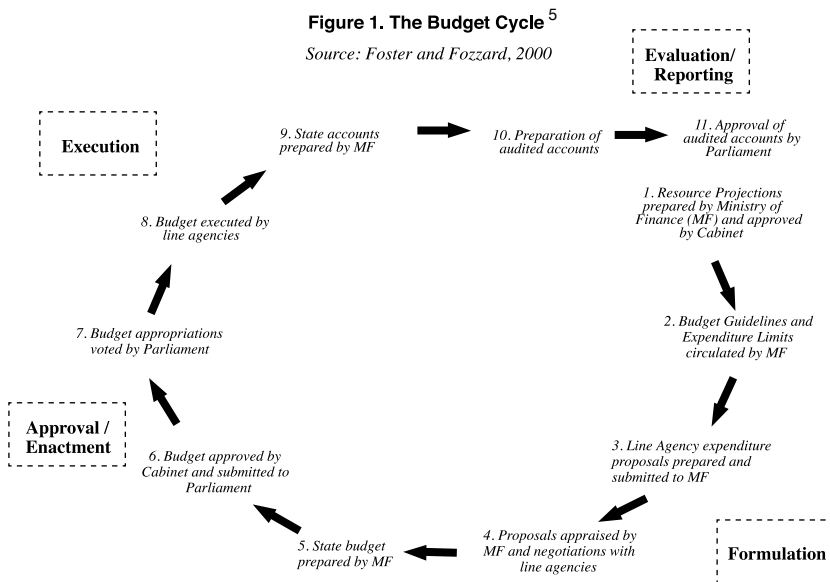 Figure 1. The Budget Cycle 5
Source: Foster and Fozzard, 2000
Evaluation/
Reporting
Execution
9. State accounts
prepared by MF
10. Preparation of
audited accounts
11. Approval of
audited accounts by
Parliament
1. Resource Projections
prepared by Ministry of
Finance (MF) and approved
by Cabinet
8. Budget executed by
line agencies
2. Budget Guidelines and
Expenditure Limits
circulated by MF
7. Budget appropriations
voted by Parliament
Approval /
Enactment
3. Line Agency expenditure
proposals prepared and
submitted to MF
6. Budget approved by
Cabinet and submitted to
Parliament
4. Proposals appraised by
MF and negotiations with
line agencies
5. State budget
prepared by MF
Formulation